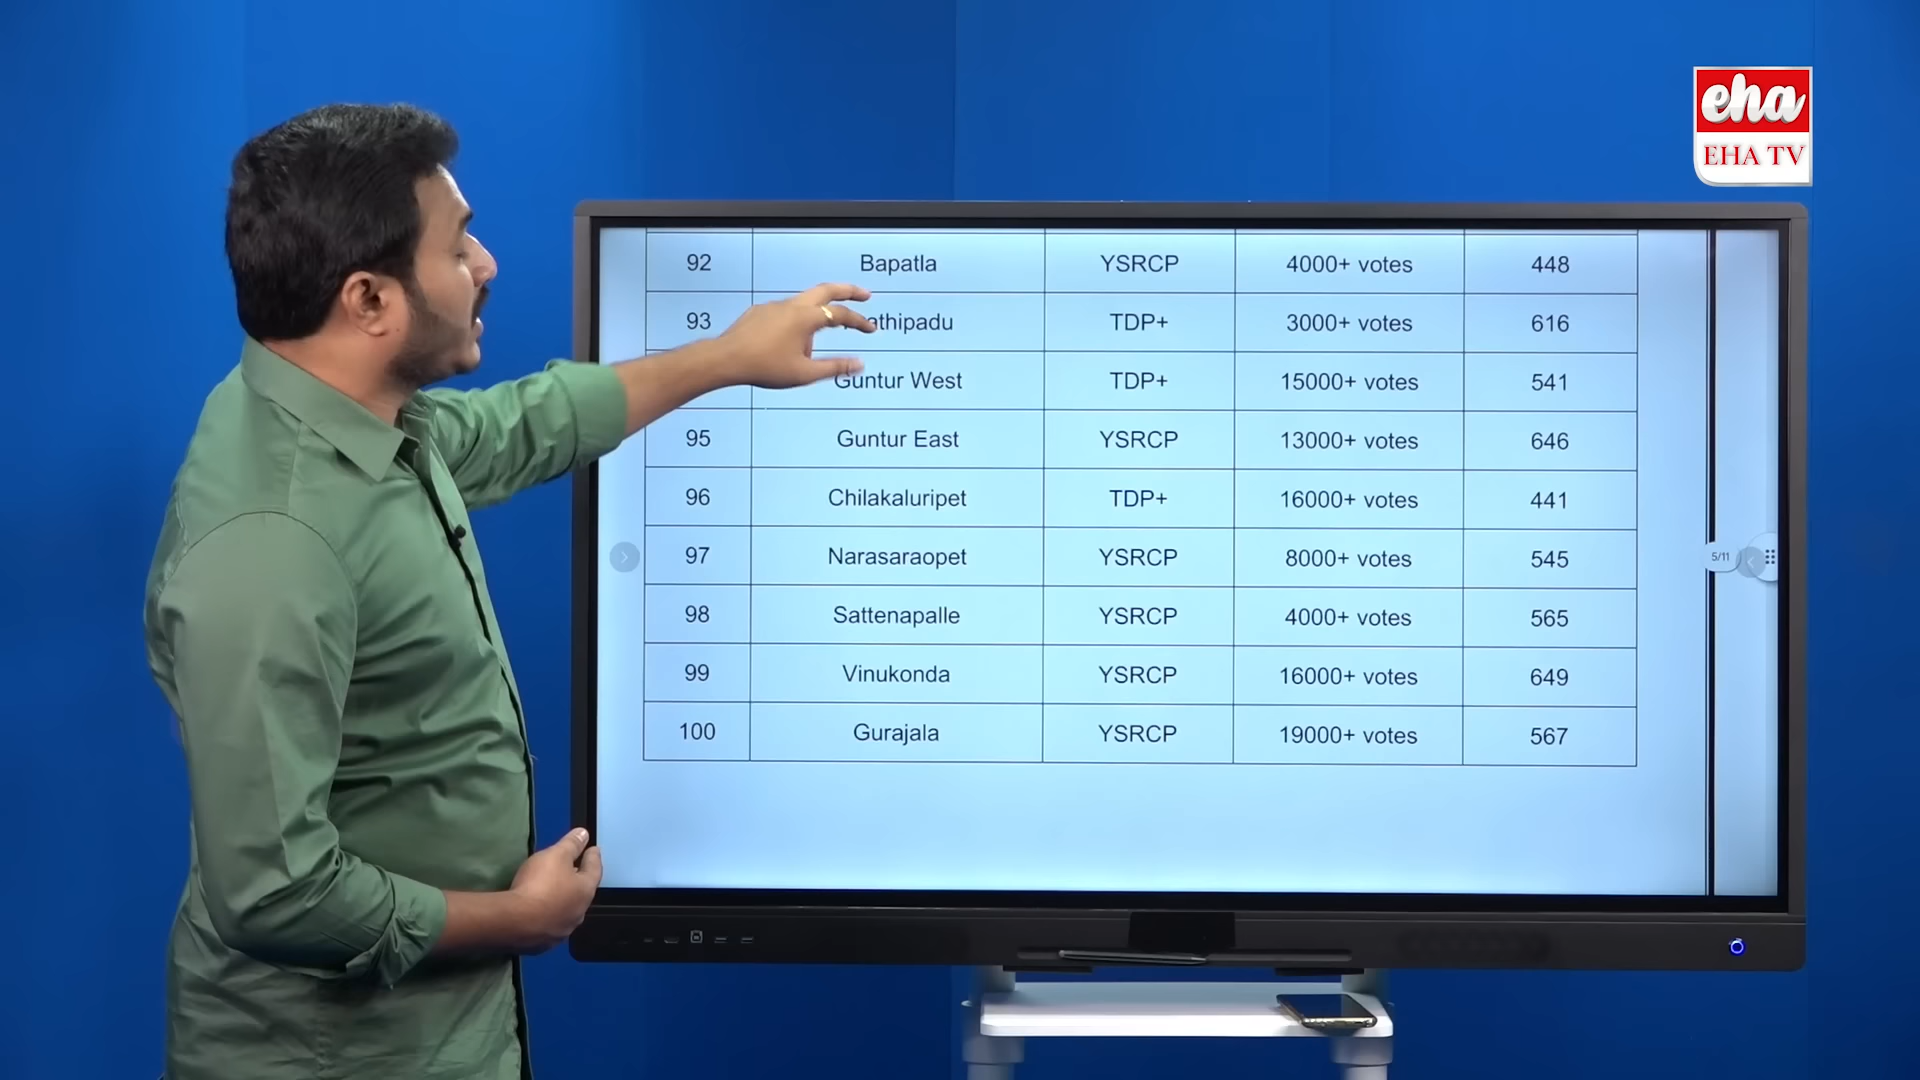 eha
EHA TV
92 Bapatla YSRCP 4000+ votes 448
93 TDP+ 3000+ votes 616
Guntur West TDP+ 15000+ votes 541
95 Guntur East YSRCP 13000+ votes 646
96 Chilakaluripet TDP+ 16000+ votes 441
97 Narasaraopet YSRCP 8000+ votes 545
5/11
98 Sattenapalle YSRCP 4000+ votes 565
99 Vinukonda YSRCP 16000+ votes 649
100 Gurajala YSRCP 19000+ votes 567